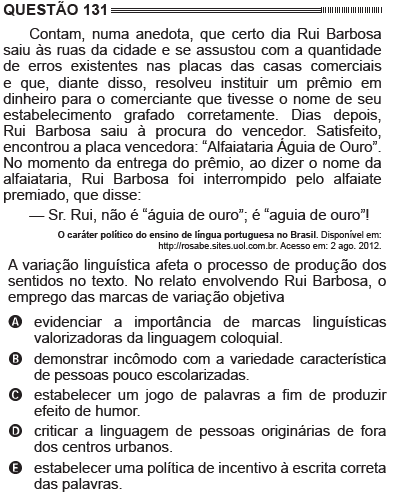 QUESTÃO 131
Contam, numa anedota, que certo dia Rui Barbosa
saiu às ruas da cidade e se assustou com a quantidade
de erros existentes nas placas das casas comerciais
e que, diante disso, resolveu instituir um prêmio em
dinheiro para o comerciante que tivesse o nome de seu
estabelecimento grafado corretamente. Dias depois,
Rui Barbosa saiu à procura do vencedor. Satisfeito,
encontrou a placa vencedora: “Alfaiataria Águia de Ouro”.
No momento da entrega do prêmio, ao dizer o nome da
alfaiataria, Rui Barbosa foi interrompido pelo alfaiate
premiado, que disse:
— Sr. Rui, não é “águia de ouro”; é “aguia de ouro”!
O caráter político do ensino de língua portuguesa no Brasil. Disponível em:
http://rosabe.sites.uol.com.br. Acesso em: 2 ago. 2012.
A variação linguística afeta o processo de produção dos
sentidos no texto. No relato envolvendo Rui Barbosa, o
emprego das marcas de variação objetiva
A evidenciar a importância de marcas linguísticas
valorizadoras da linguagem coloquial.
B demonstrar incômodo com a variedade característica
de pessoas pouco escolarizadas.
C estabelecer um jogo de palavras a fim de produzir
efeito de humor.
D criticar a linguagem de pessoas originárias de fora
dos centros urbanos.
E estabelecer uma política de incentivo à escrita correta
das palavras.